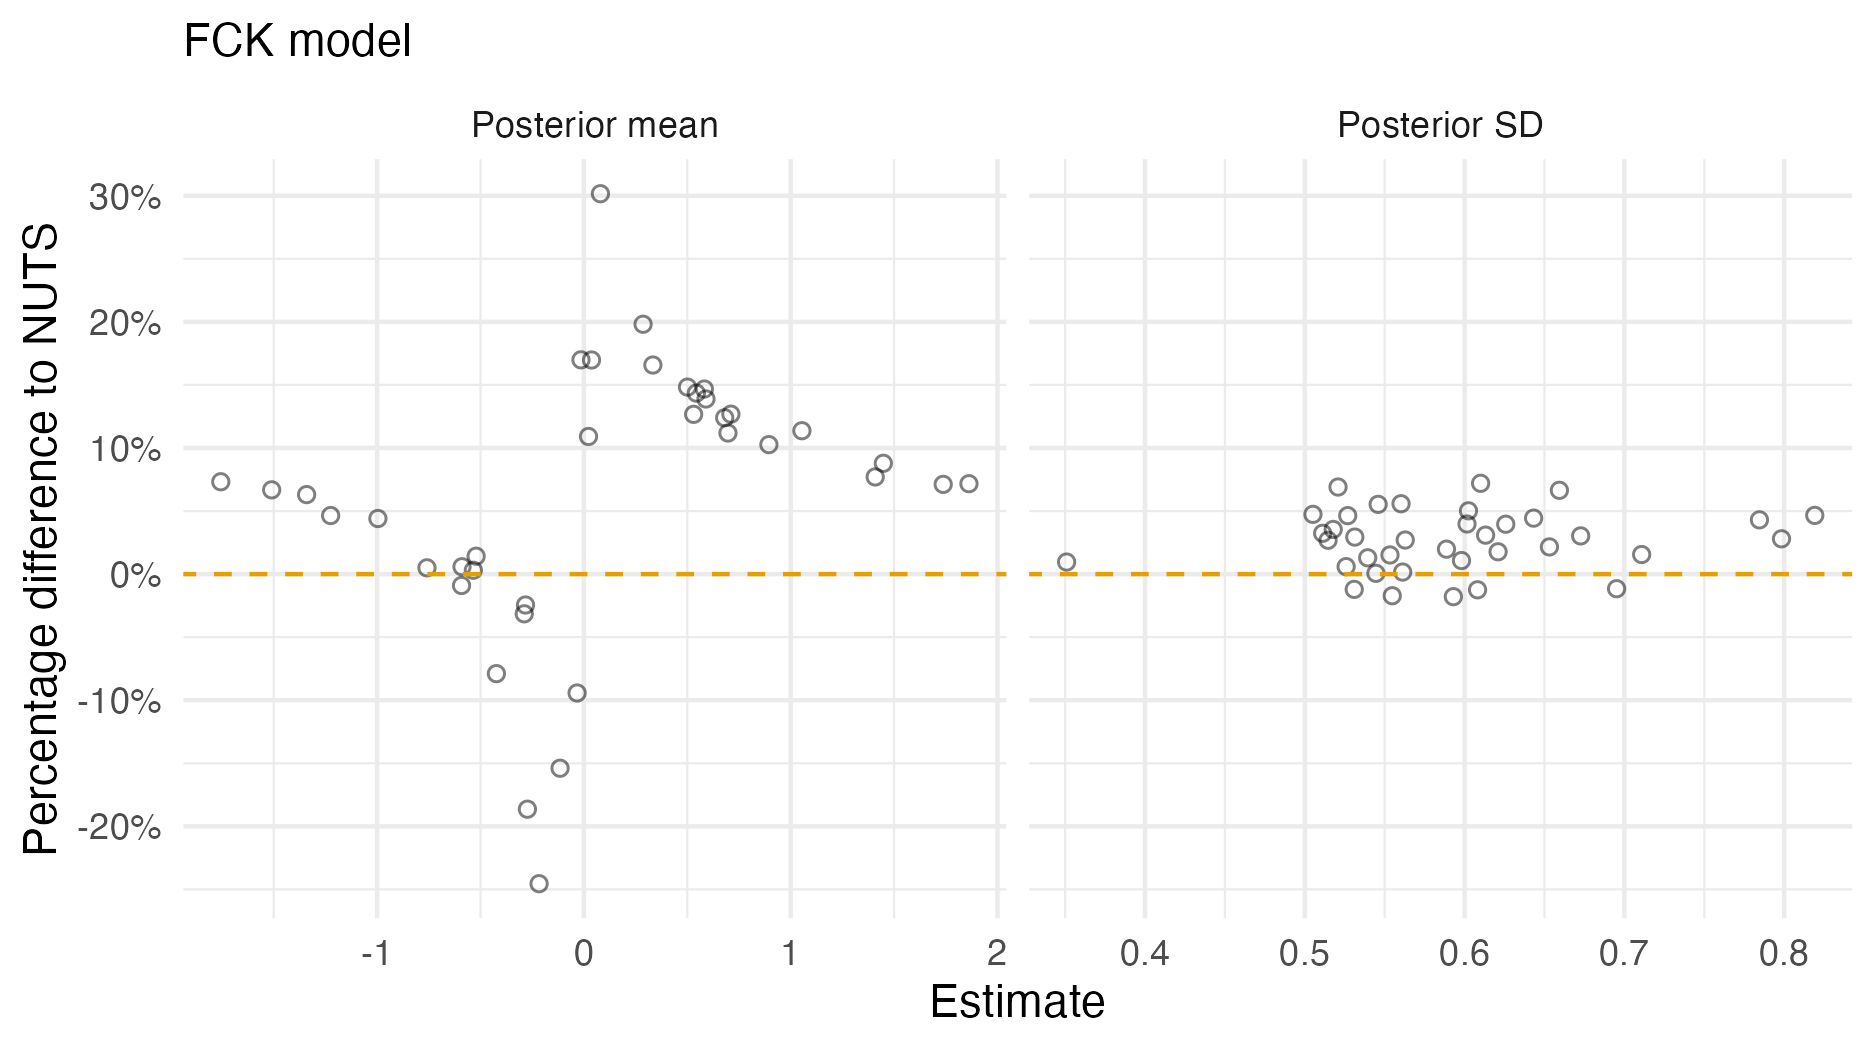 FCK model
Posterior mean
Posterior SD
Percentage difference to NUTS
30%
20%
10%
0%
-10%
-20%
-1 0 1 2
0.4 0.5 0.6 0.7 0.8
Estimate